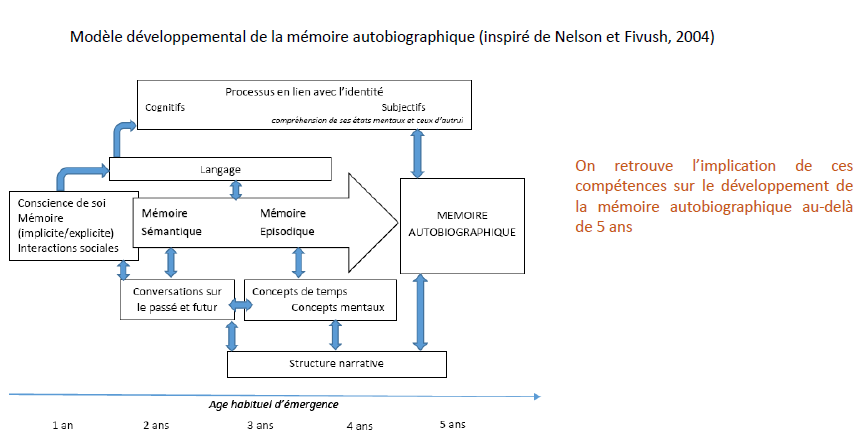 Modèle développemental de la mémoire autobiographique (inspiré de Nelson et Fivush, 2004)
Processus en lien avec l'identité
Cognitifs Subjectifs
compréhension de ses états mentaux et ceux d'autrui
Langage
Conscience de soi
Mémoire
(implicite/explicite)
Interactions sociales
Mémoire
Sémantique
Mémoire
Episodique
MEMOIRE
AUTOBIOGRAPHIQUE
Conversations sur
le passé et futur
Concepts de temps
Concepts mentaux
Structure narrative
Age habituel d'émergence
1 an 2 ans 3 ans 4 ans 5 ans
On retrouve l'implication de ces
compétences sur le développement de
la mémoire autobiographique au-delà
de 5 ans